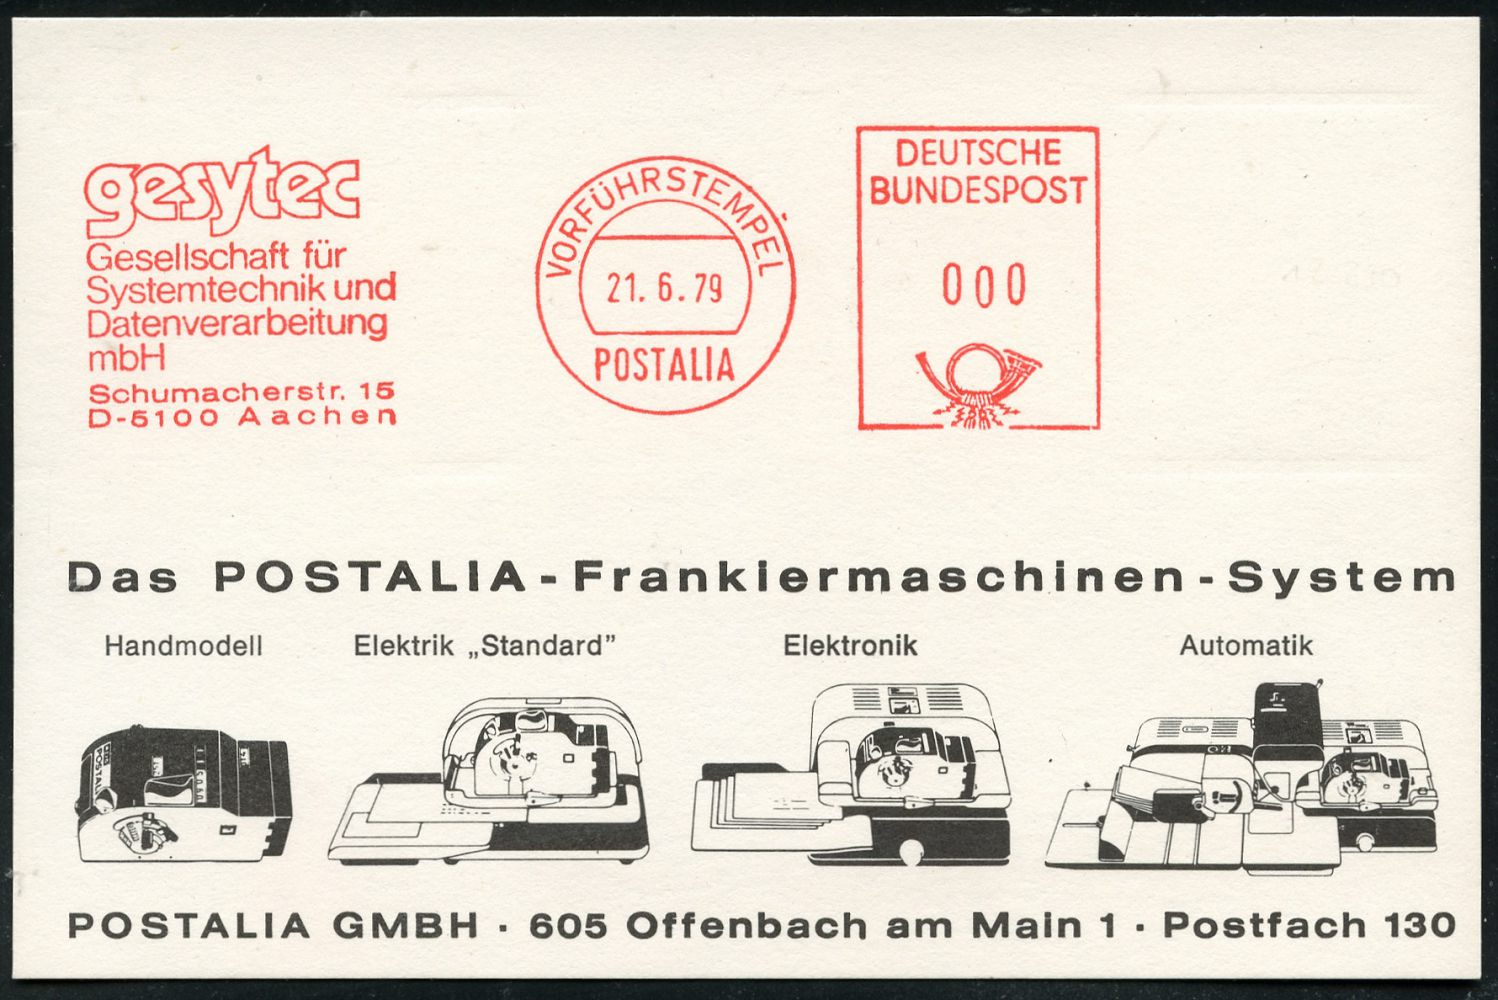 gesytec
Gesellschaft für
Systemtechnik und
Datenverarbeitung
mbH
Schumacherstr. 15
D-5100 Aachen
VORFÜHRSTEMPEL
21. 6. 79
POSTALIA
DEUTSCHE
BUNDESPOST
000
Das POSTALIA-Frankiermaschinen-System
Handmodell
Elektrik „Standard”
Elektronik
Automatik
POSTALIA
POSTALIA GMBH · 605 Offenbach am Main 1 · Postfach 130